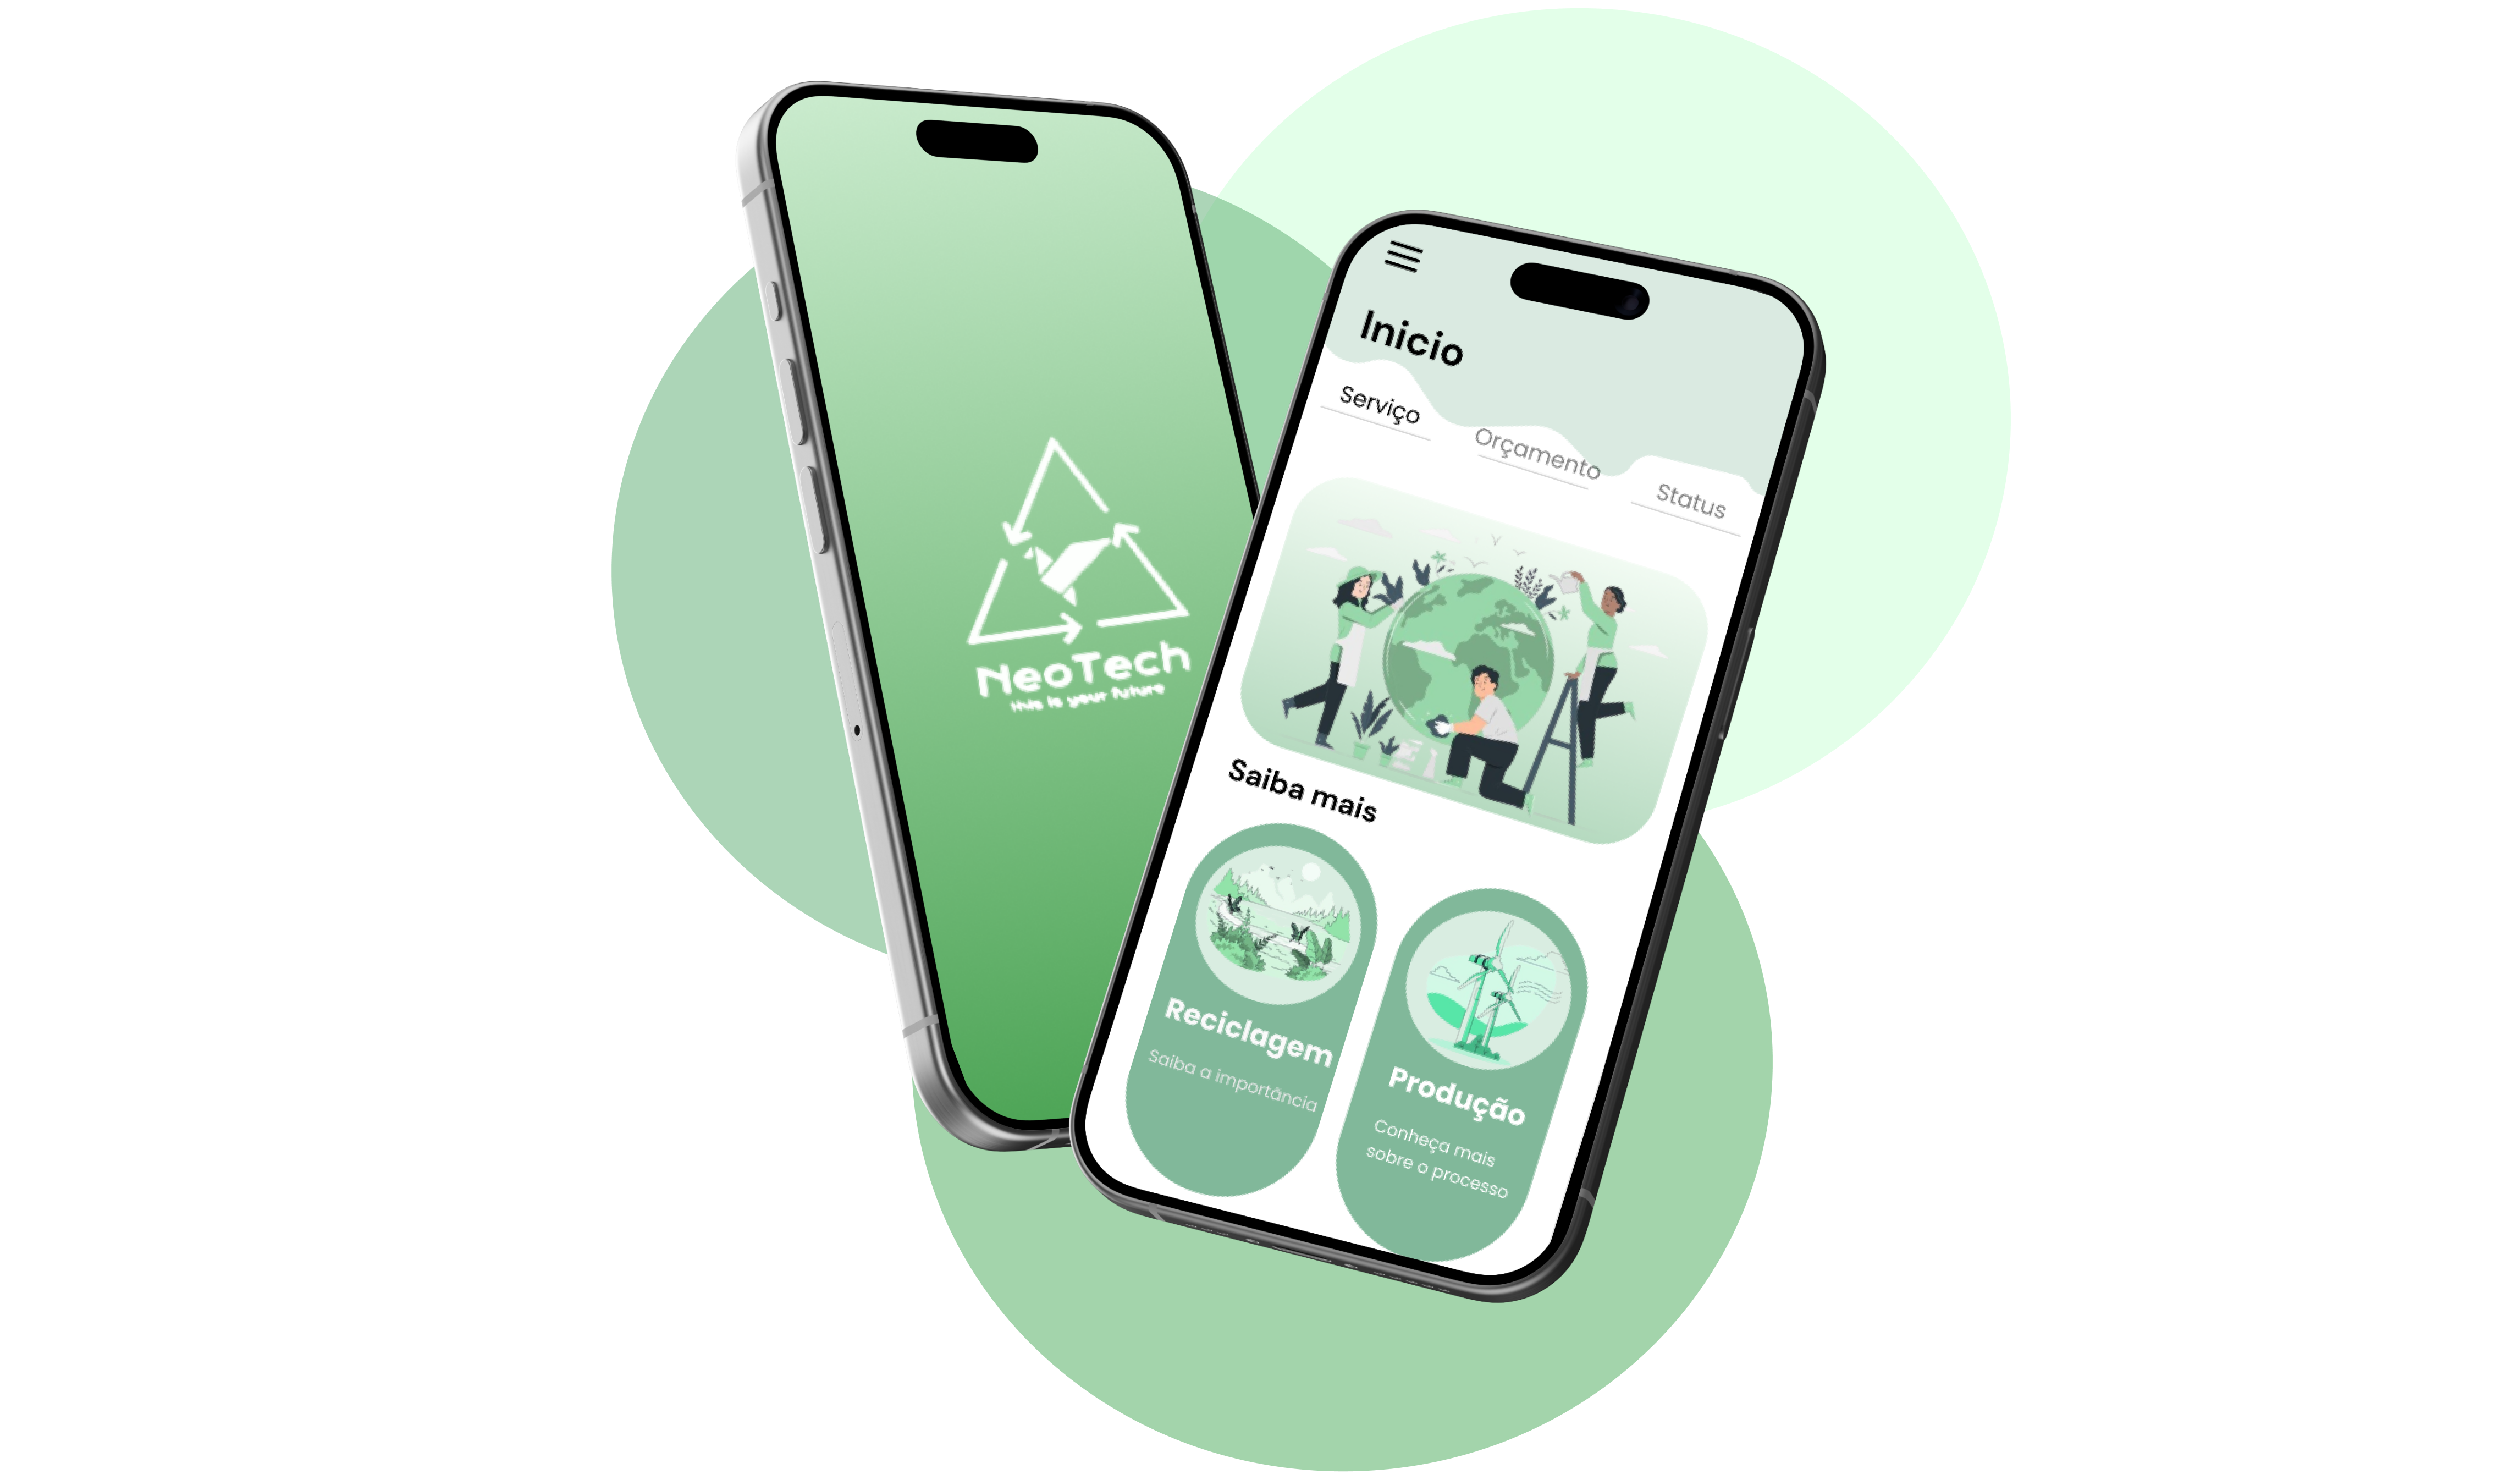 NeoTech
this is your future
Inicio
Serviço
Orçamento
Status
Saiba mais
Reciclagem
Saiba a importância
Produção
Conheça mais
sobre o processo